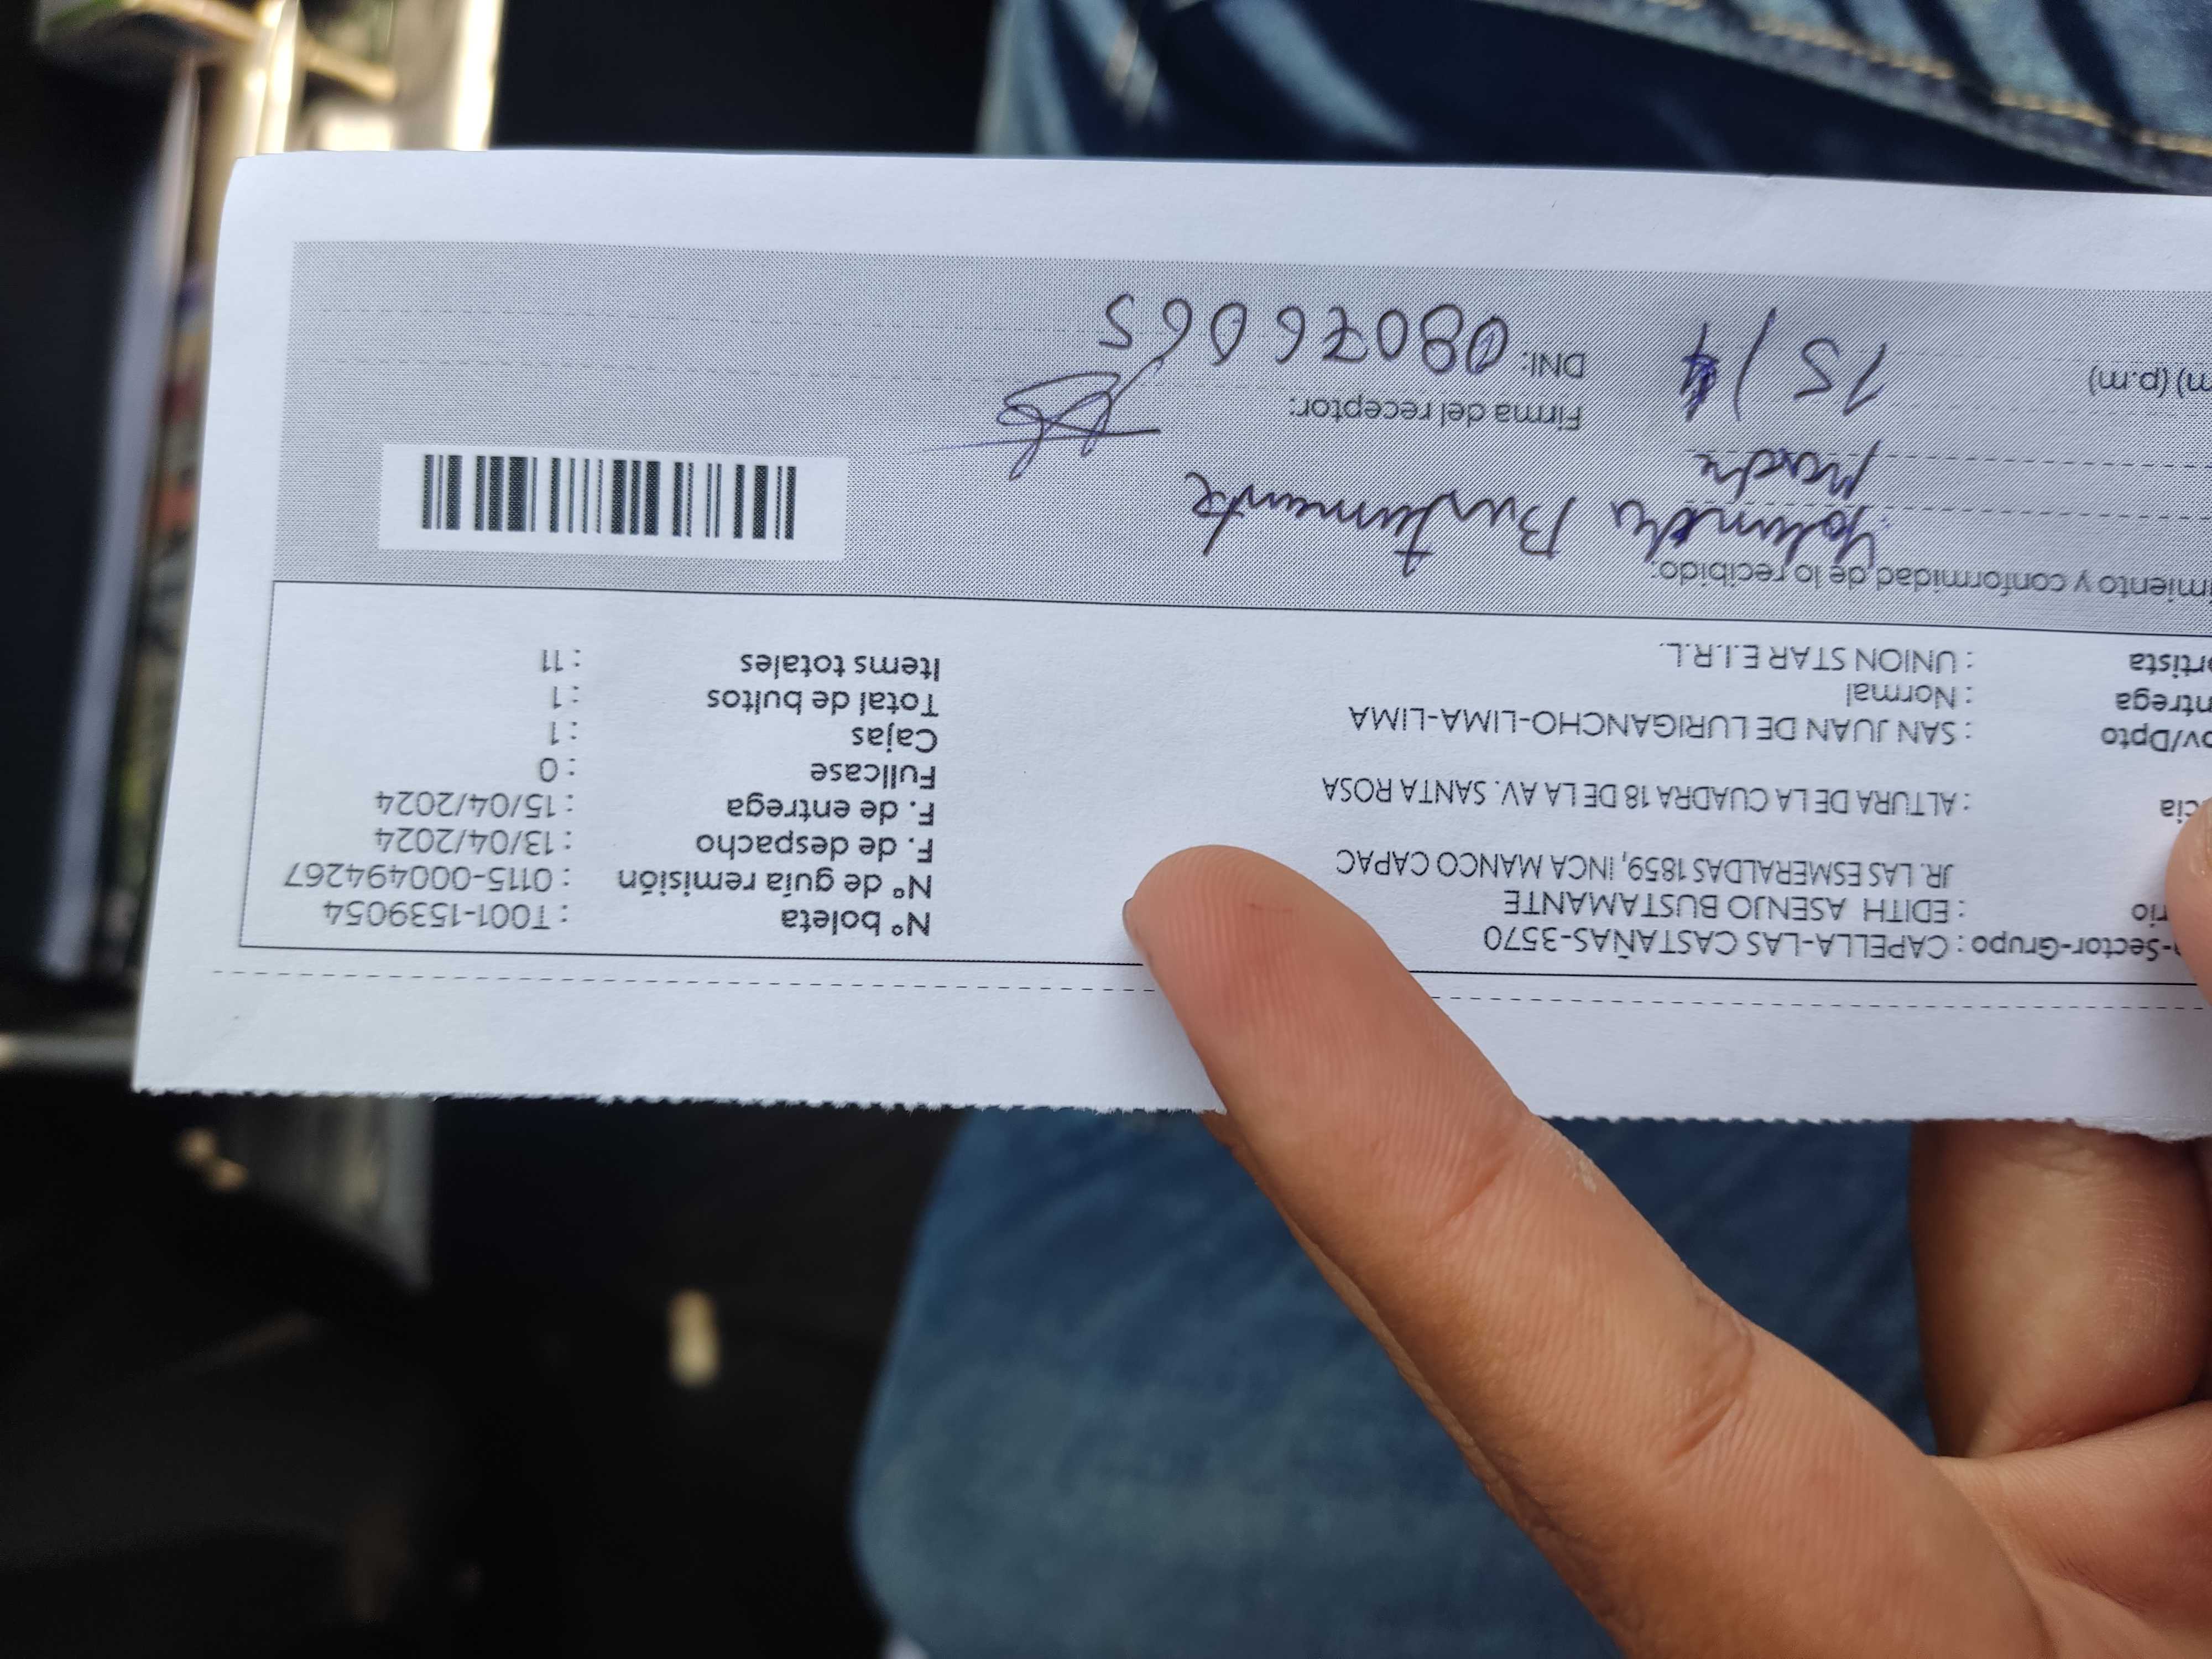 -Sector-Grupo : CAPELLA-LAS CASTAÑAS-3570
rio : EDITH ASENJO BUSTAMANTE
JR. LAS ESMERALDAS 1859, INCA MANCO CAPAC
cia : ALTURA DE LA CUADRA 18 DE LA AV. SANTA ROSA
ov/Dpto : SAN JUAN DE LURIGANCHO-LIMA-LIMA
ntrega : Normal
ortista : UNION STAR E.I.R.L.
N° boleta : T001-1539054
N° de guía remisión : 0115-000494267
F. de despacho : 13/04/2024
F. de entrega : 15/04/2024
Fullcase : 0
Cajas : 1
Total de bultos : 1
Items totales : 11
imiento y conformidad de lo recibido:
Yolanda Bustamante
Madre
Firma del receptor:
m) (p.m) 15/4
DNI: 08076065